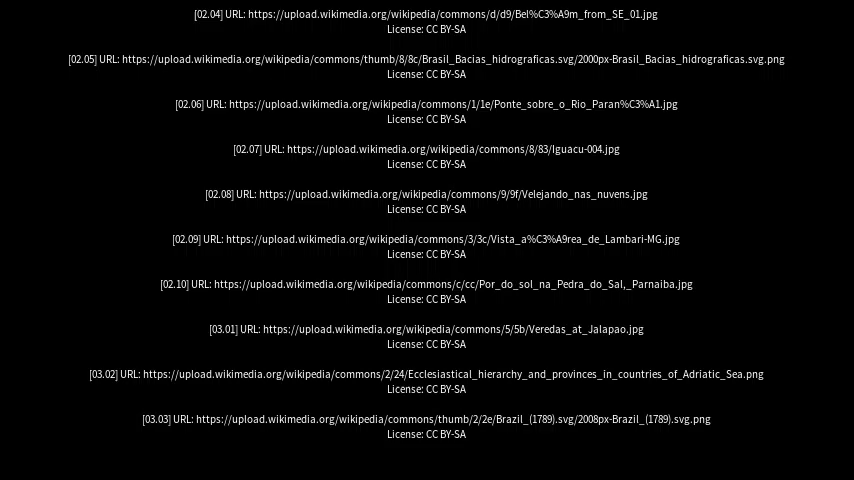 [02.04] URL: https://upload.wikimedia.org/wikipedia/commons/d/d9/Bel%C3%A9m_from_SE_01.jpg
License: CC BY-SA
[02.05] URL: https://upload.wikimedia.org/wikipedia/commons/thumb/8/8c/Brasil_Bacias_hidrograficas.svg/2000px-Brasil_Bacias_hidrograficas.svg.png
License: CC BY-SA
[02.06] URL: https://upload.wikimedia.org/wikipedia/commons/1/1e/Ponte_sobre_o_Rio_Paran%C3%A1.jpg
License: CC BY-SA
[02.07] URL: https://upload.wikimedia.org/wikipedia/commons/8/83/Iguacu-004.jpg
License: CC BY-SA
[02.08] URL: https://upload.wikimedia.org/wikipedia/commons/9/9f/Velejando_nas_nuvens.jpg
License: CC BY-SA
[02.09] URL: https://upload.wikimedia.org/wikipedia/commons/3/3c/Vista_a%C3%A9rea_de_Lambari-MG.jpg
License: CC BY-SA
[02.10] URL: https://upload.wikimedia.org/wikipedia/commons/c/cc/Por_do_sol_na_Pedra_do_Sal,_Parnaiba.jpg
License: CC BY-SA
[03.01] URL: https://upload.wikimedia.org/wikipedia/commons/5/5b/Veredas_at_Jalapao.jpg
License: CC BY-SA
[03.02] URL: https://upload.wikimedia.org/wikipedia/commons/2/24/Ecclesiastical_hierarchy_and_provinces_in_countries_of_Adriatic_Sea.png
License: CC BY-SA
[03.03] URL: https://upload.wikimedia.org/wikipedia/commons/thumb/2/2e/Brazil_(1789).svg/2008px-Brazil_(1789).svg.png
License: CC BY-SA